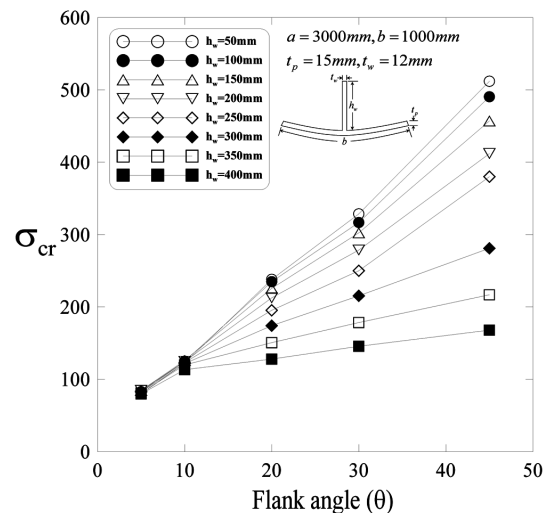 600
500
400
300
200
100
0
σcr
0 10 20 30 40 50
Flank angle (θ)
hw=50mm
hw=100mm
hw=150mm
hw=200mm
hw=250mm
hw=300mm
hw=350mm
hw=400mm
a = 3000mm, b = 1000mm
tp = 15mm, tw = 12mm
tw
hw
tp
b